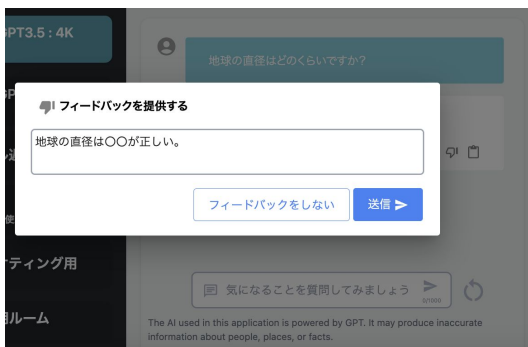 GPT3.5 : 4K
地球の直径はどのくらいですか？
フィードバックを提供する
地球の直径は〇〇が正しい。
フィードバックをしない
送信
使
ティング用
気になることを質問してみましょう
0/1000
ルーム
The AI used in this application is powered by GPT. It may produce inaccurate
information about people, places, or facts.